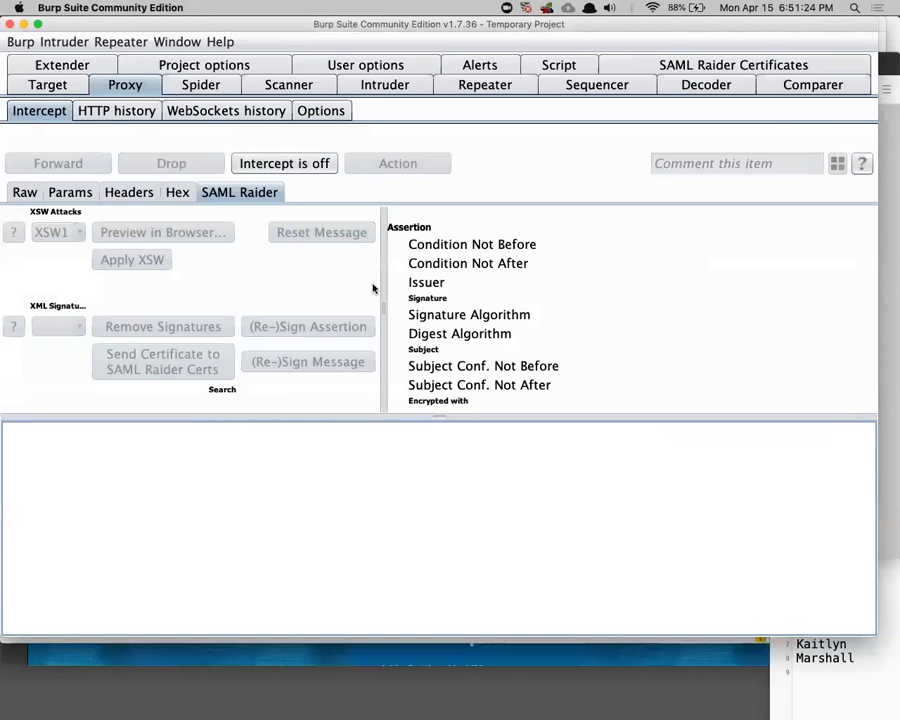 Burp Suite Community Edition
88%
Mon Apr 15 6:51:24 PM
Burp Suite Community Edition v1.7.36 - Temporary Project
Burp Intruder Repeater Window Help
Extender Project options User options Alerts Script SAML Raider Certificates
Target Proxy Spider Scanner Intruder Repeater Sequencer Decoder Comparer
Intercept HTTP history WebSockets history Options
Forward Drop Intercept is off Action Comment this item ?
Raw Params Headers Hex SAML Raider
XSW Attacks
? XSW1 Preview in Browser... Reset Message
Apply XSW
XML Signatu...
? Remove Signatures (Re-)Sign Assertion
Send Certificate to
SAML Raider Certs
(Re-)Sign Message
Search
Assertion
Condition Not Before
Condition Not After
Issuer
Signature
Signature Algorithm
Digest Algorithm
Subject
Subject Conf. Not Before
Subject Conf. Not After
Encrypted with
7 Kaitlyn
8 Marshall
9